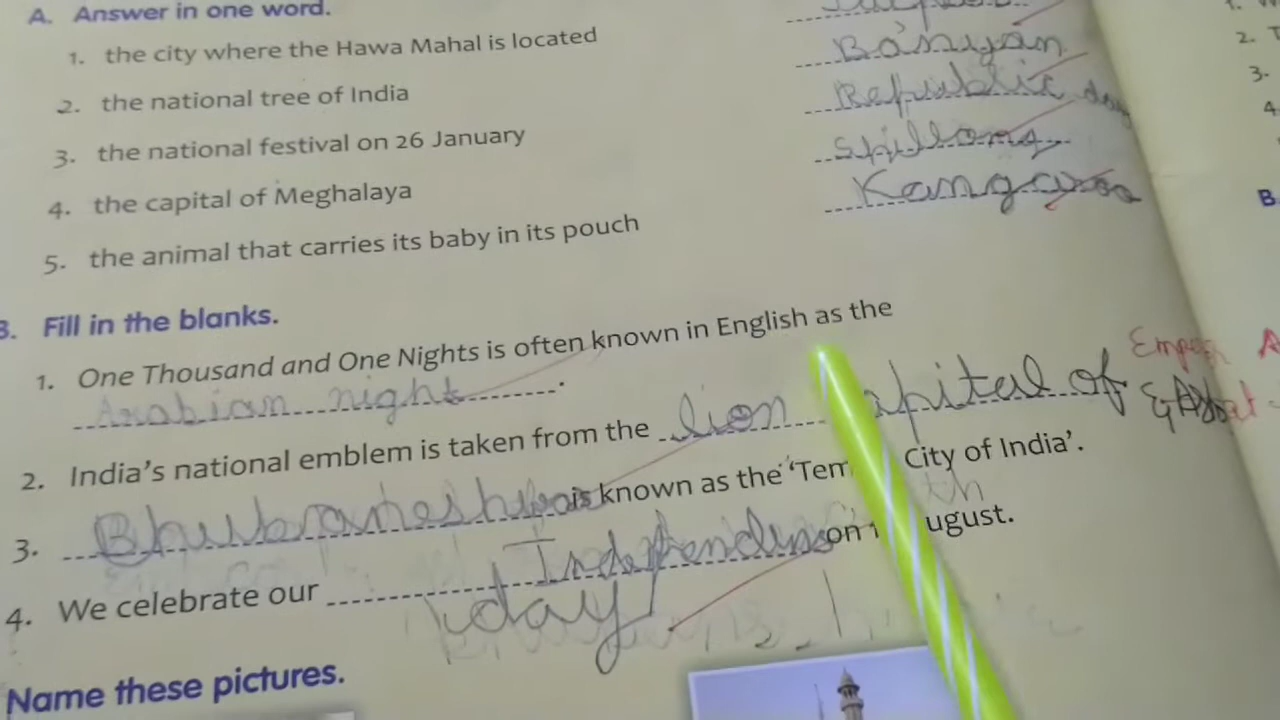 A. Answer in one word.
1. the city where the Hawa Mahal is located
2. the national tree of India Banyan
3. the national festival on 26 January Republic day
4. the capital of Meghalaya Shillong
5. the animal that carries its baby in its pouch Kangaroo
B. Fill in the blanks.
1. One Thousand and One Nights is often known in English as the
Arabian night.
2. India's national emblem is taken from the lion apital of
3. is known as the 'Tem City of India'.
4. We celebrate our on 1 ugust.
day
Name these pictures.